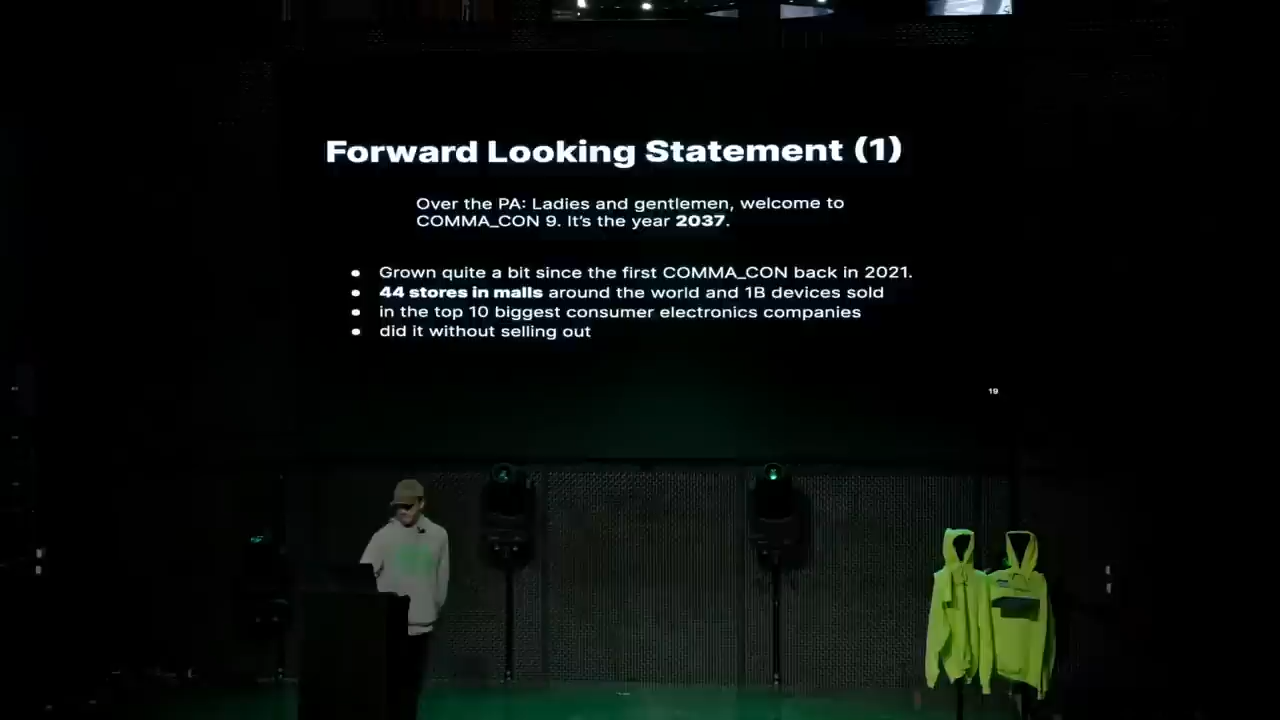 Forward Looking Statement (1)
Over the PA: Ladies and gentlemen, welcome to
COMMA_CON 9. It’s the year 2037.
• Grown quite a bit since the first COMMA_CON back in 2021.
• 44 stores in malls around the world and 1B devices sold
• in the top 10 biggest consumer electronics companies
• did it without selling out
19